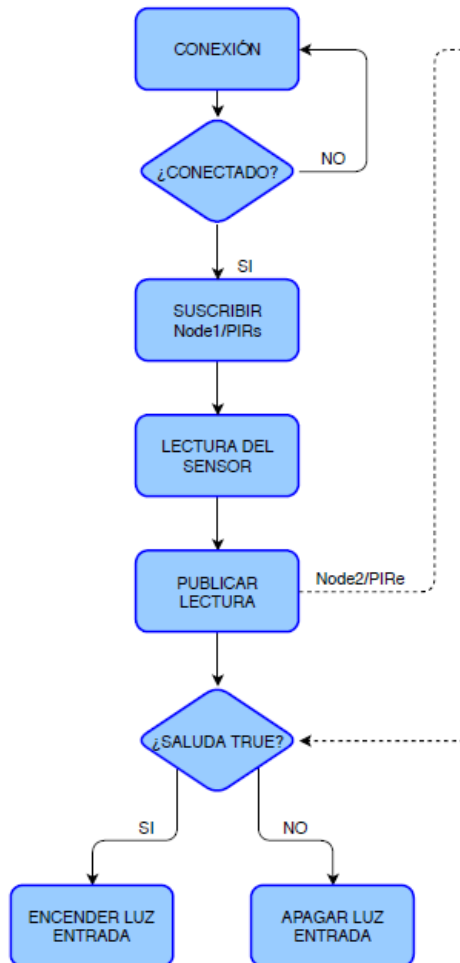 CONEXIÓN
¿CONECTADO?
NO
SI
SUSCRIBIR
Node1/PIRs
LECTURA DEL
SENSOR
PUBLICAR
LECTURA
Node2/PIRe
¿SALUDA TRUE?
SI
NO
ENCENDER LUZ
ENTRADA
APAGAR LUZ
ENTRADA